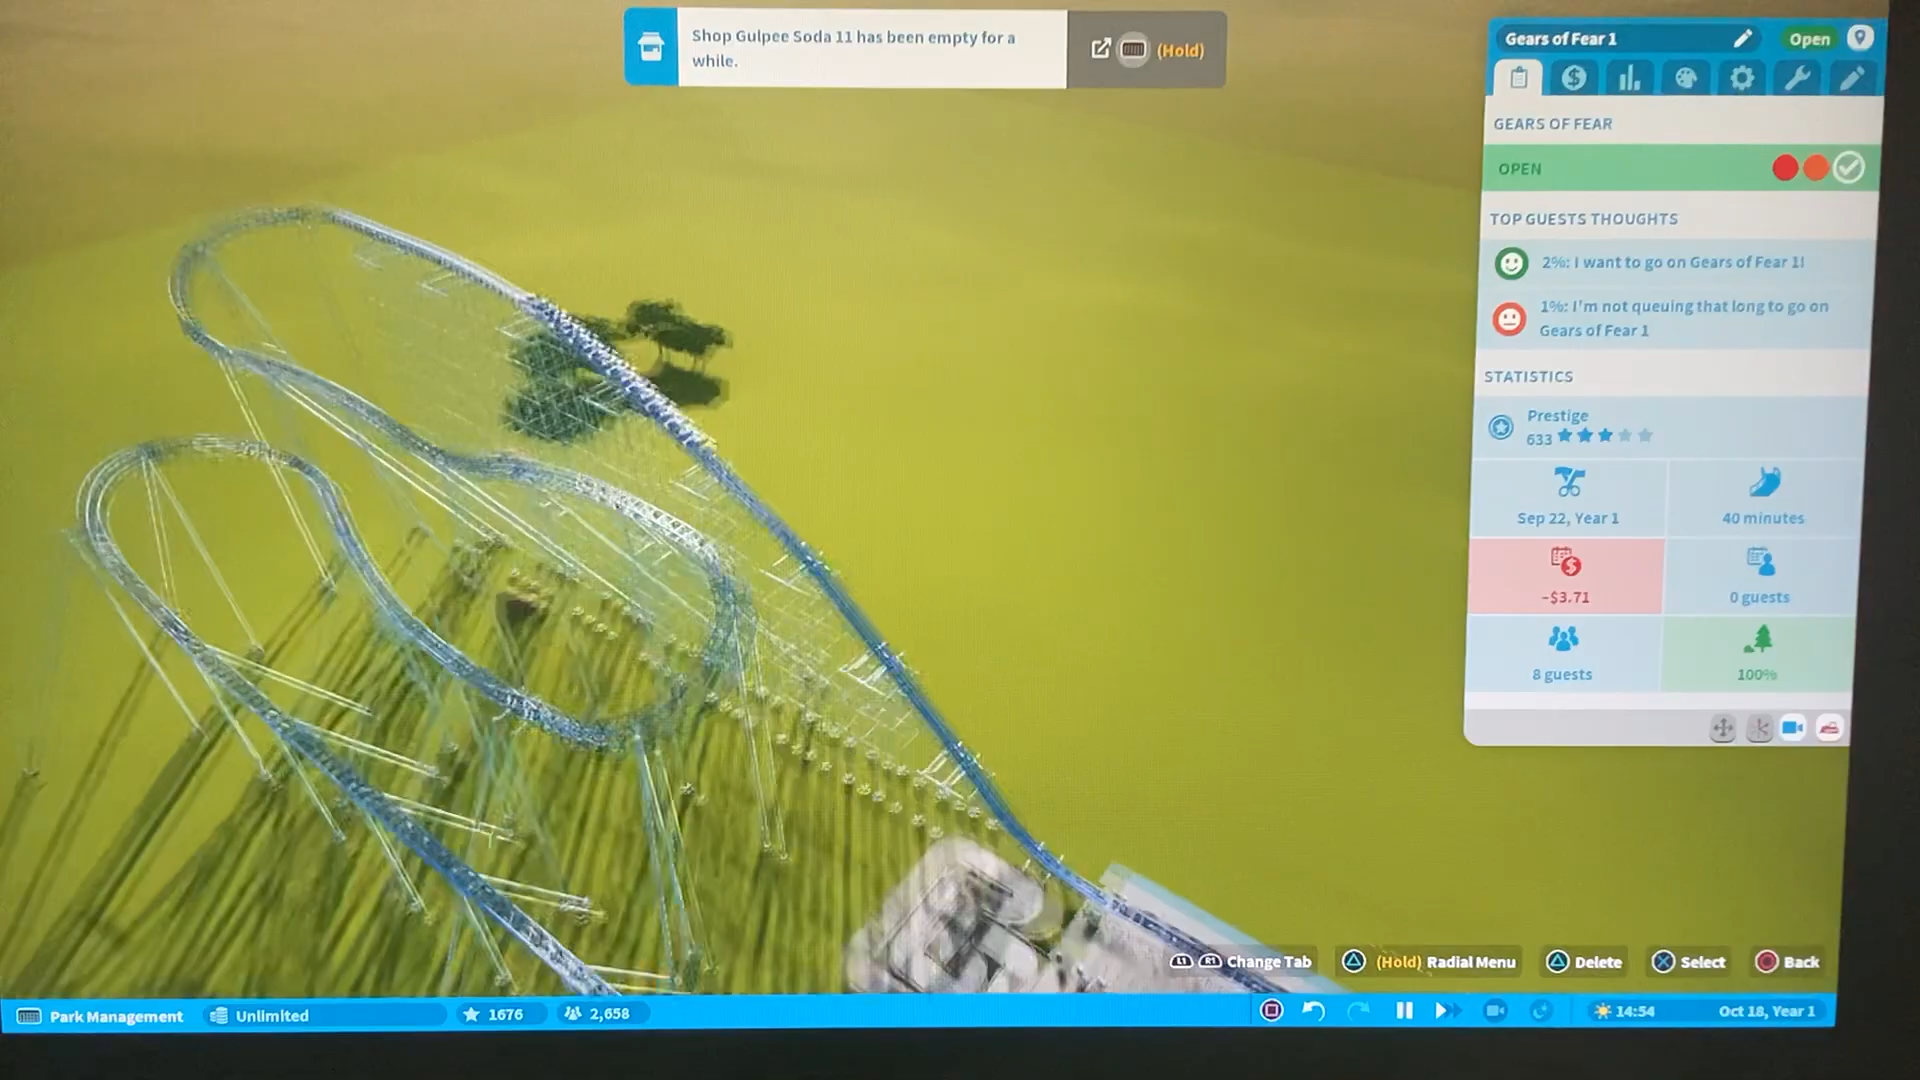 Shop Gulpee Soda 11 has been empty for a
while.
(Hold)
Gears of Fear 1
Open
GEARS OF FEAR
OPEN
TOP GUESTS THOUGHTS
2%: I want to go on Gears of Fear 1!
1%: I'm not queuing that long to go on
Gears of Fear 1
STATISTICS
Prestige
633
Sep 22, Year 1
40 minutes
-$3.71
0 guests
8 guests
100%
L1 R1 Change Tab
(Hold) Radial Menu
Delete
Select
Back
Park Management
Unlimited
1676
2,658
14:54
Oct 18, Year 1